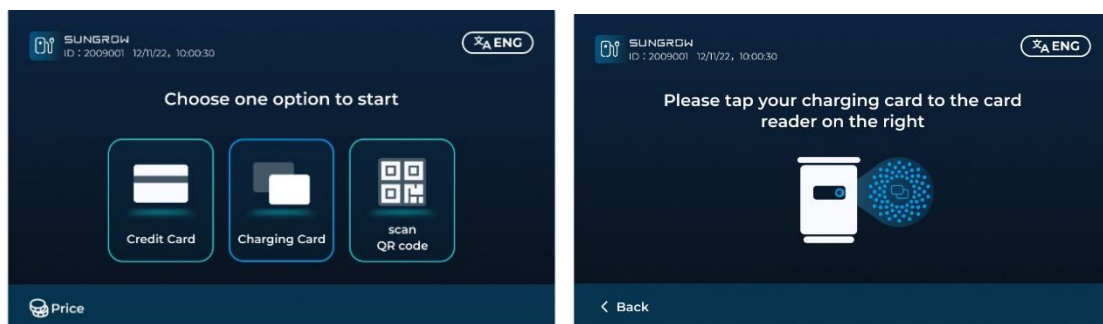 SUNGROW
ID : 2009001 12/11/22, 10:00:30
ENG
Choose one option to start
Credit Card
Charging Card
scan
QR code
Price
SUNGROW
ID : 2009001 12/11/22, 10:00:30
ENG
Please tap your charging card to the card
reader on the right
Back